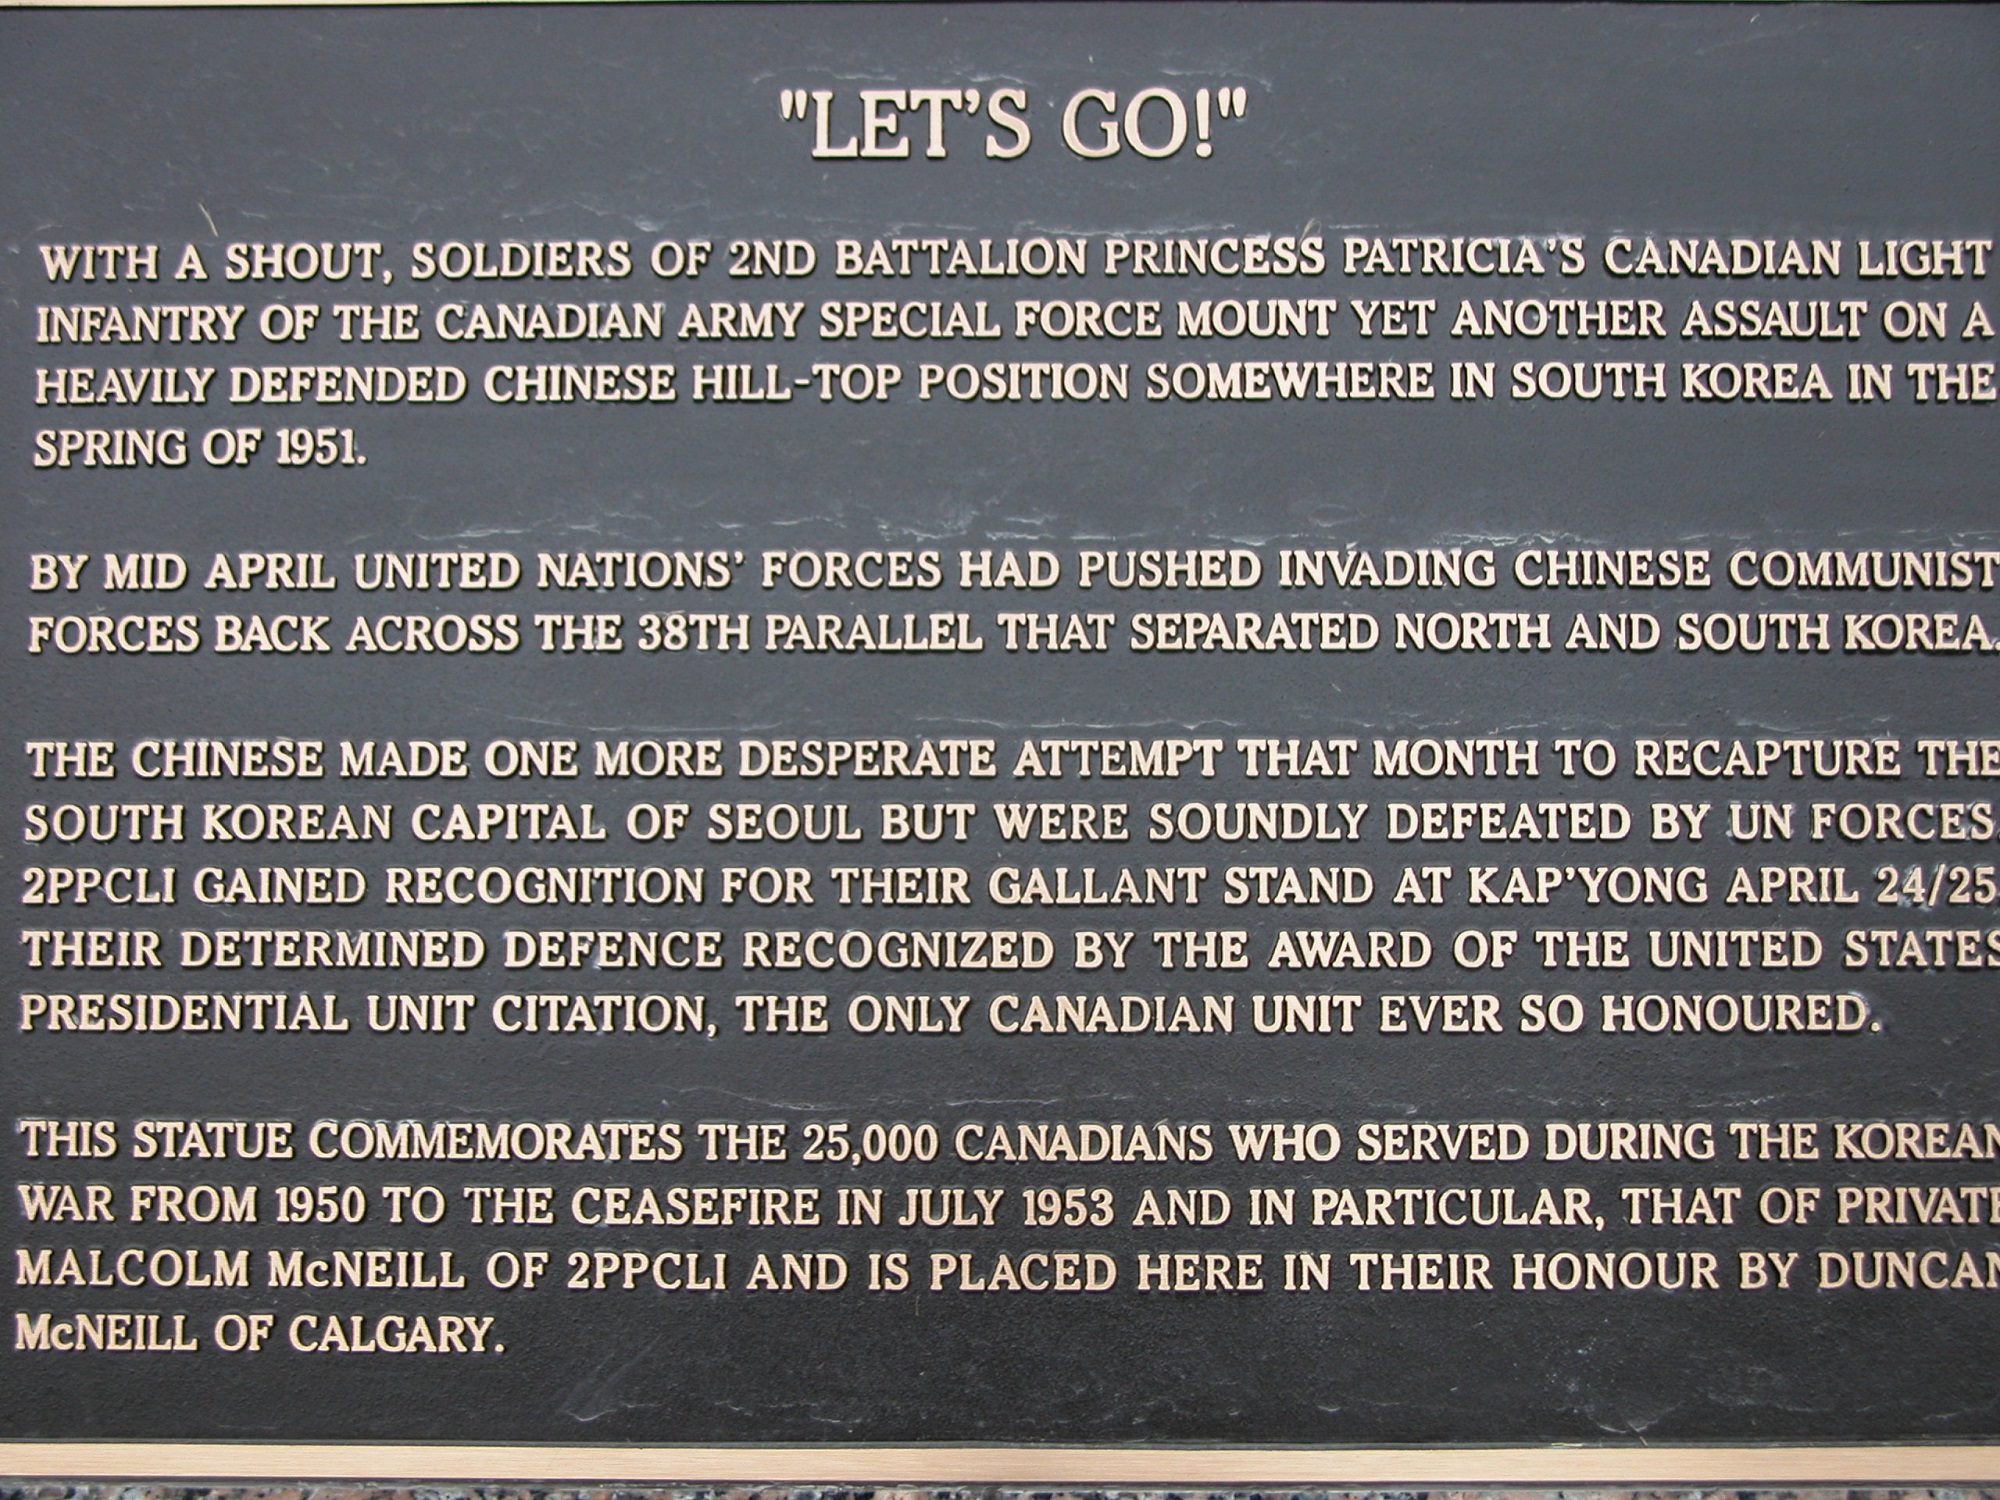 "LET'S GO!"
WITH A SHOUT, SOLDIERS OF 2ND BATTALION PRINCESS PATRICIA'S CANADIAN LIGHT
INFANTRY OF THE CANADIAN ARMY SPECIAL FORCE MOUNT YET ANOTHER ASSAULT ON A
HEAVILY DEFENDED CHINESE HILL-TOP POSITION SOMEWHERE IN SOUTH KOREA IN THE
SPRING OF 1951.
BY MID APRIL UNITED NATIONS' FORCES HAD PUSHED INVADING CHINESE COMMUNIST
FORCES BACK ACROSS THE 38TH PARALLEL THAT SEPARATED NORTH AND SOUTH KOREA.
THE CHINESE MADE ONE MORE DESPERATE ATTEMPT THAT MONTH TO RECAPTURE THE
SOUTH KOREAN CAPITAL OF SEOUL BUT WERE SOUNDLY DEFEATED BY UN FORCES.
2PPCLI GAINED RECOGNITION FOR THEIR GALLANT STAND AT KAP'YONG APRIL 24/25.
THEIR DETERMINED DEFENCE RECOGNIZED BY THE AWARD OF THE UNITED STATES
PRESIDENTIAL UNIT CITATION, THE ONLY CANADIAN UNIT EVER SO HONOURED.
THIS STATUE COMMEMORATES THE 25,000 CANADIANS WHO SERVED DURING THE KOREAN
WAR FROM 1950 TO THE CEASEFIRE IN JULY 1953 AND IN PARTICULAR, THAT OF PRIVATE
MALCOLM McNEILL OF 2PPCLI AND IS PLACED HERE IN THEIR HONOUR BY DUNCAN
McNEILL OF CALGARY.